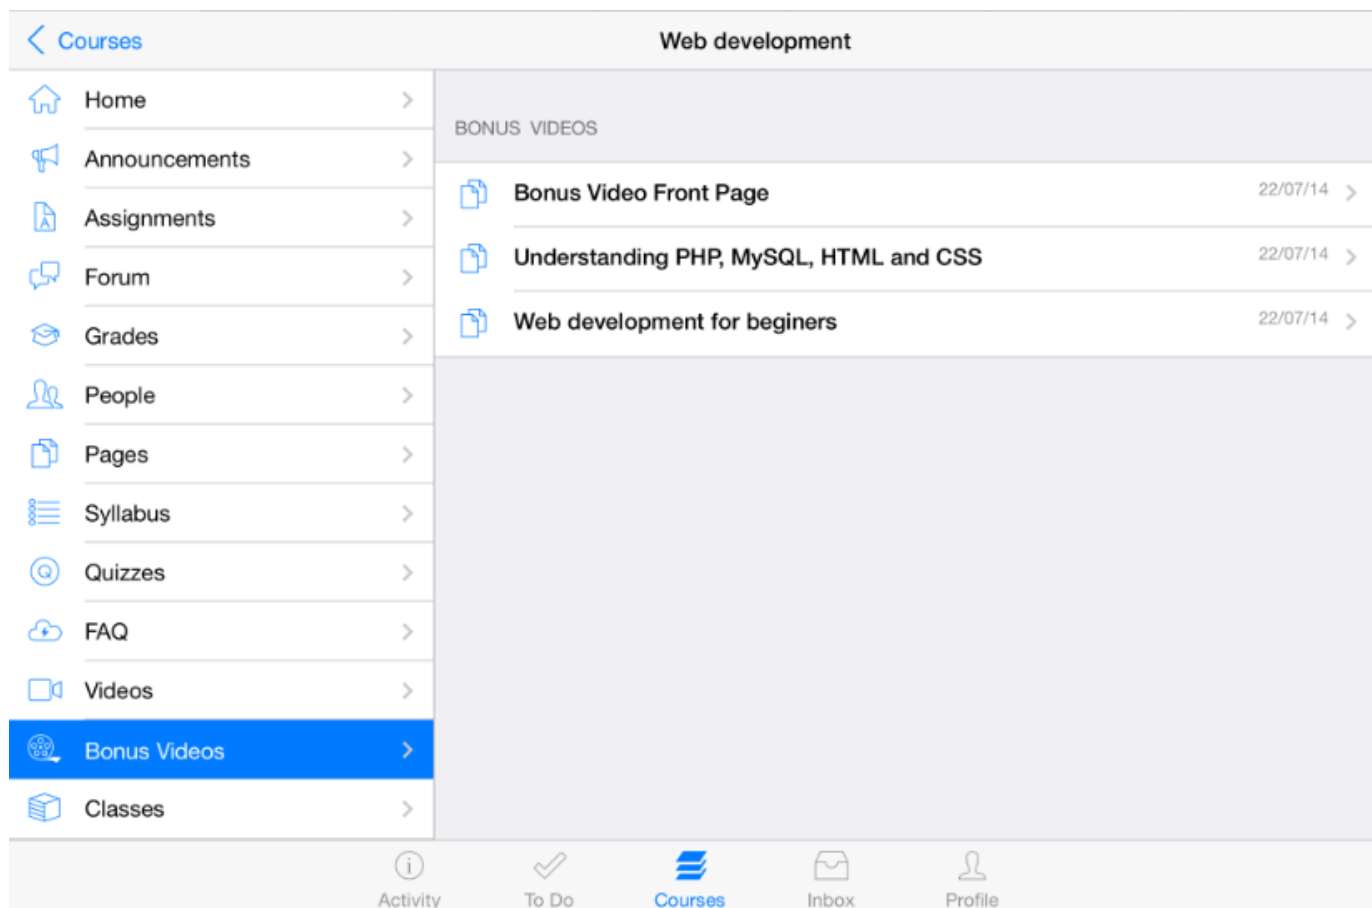 Courses
Web development
Home
Announcements
Assignments
Forum
Grades
People
Pages
Syllabus
Quizzes
FAQ
Videos
Bonus Videos
Classes
BONUS VIDEOS
Bonus Video Front Page 22/07/14
Understanding PHP, MySQL, HTML and CSS 22/07/14
Web development for beginers 22/07/14
Activity To Do Courses Inbox Profile